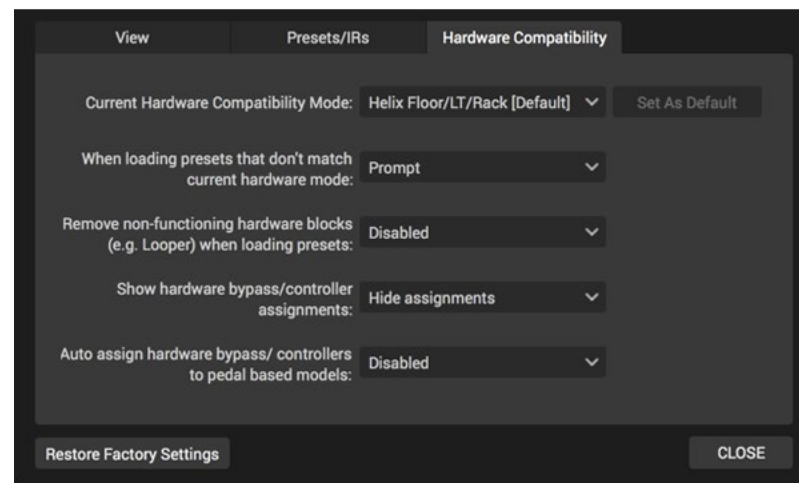 View Presets/IRs Hardware Compatibility
Current Hardware Compatibility Mode: Helix Floor/LT/Rack [Default] Set As Default
When loading presets that don't match
current hardware mode: Prompt
Remove non-functioning hardware blocks
(e.g. Looper) when loading presets: Disabled
Show hardware bypass/controller
assignments: Hide assignments
Auto assign hardware bypass/ controllers
to pedal based models: Disabled
Restore Factory Settings CLOSE